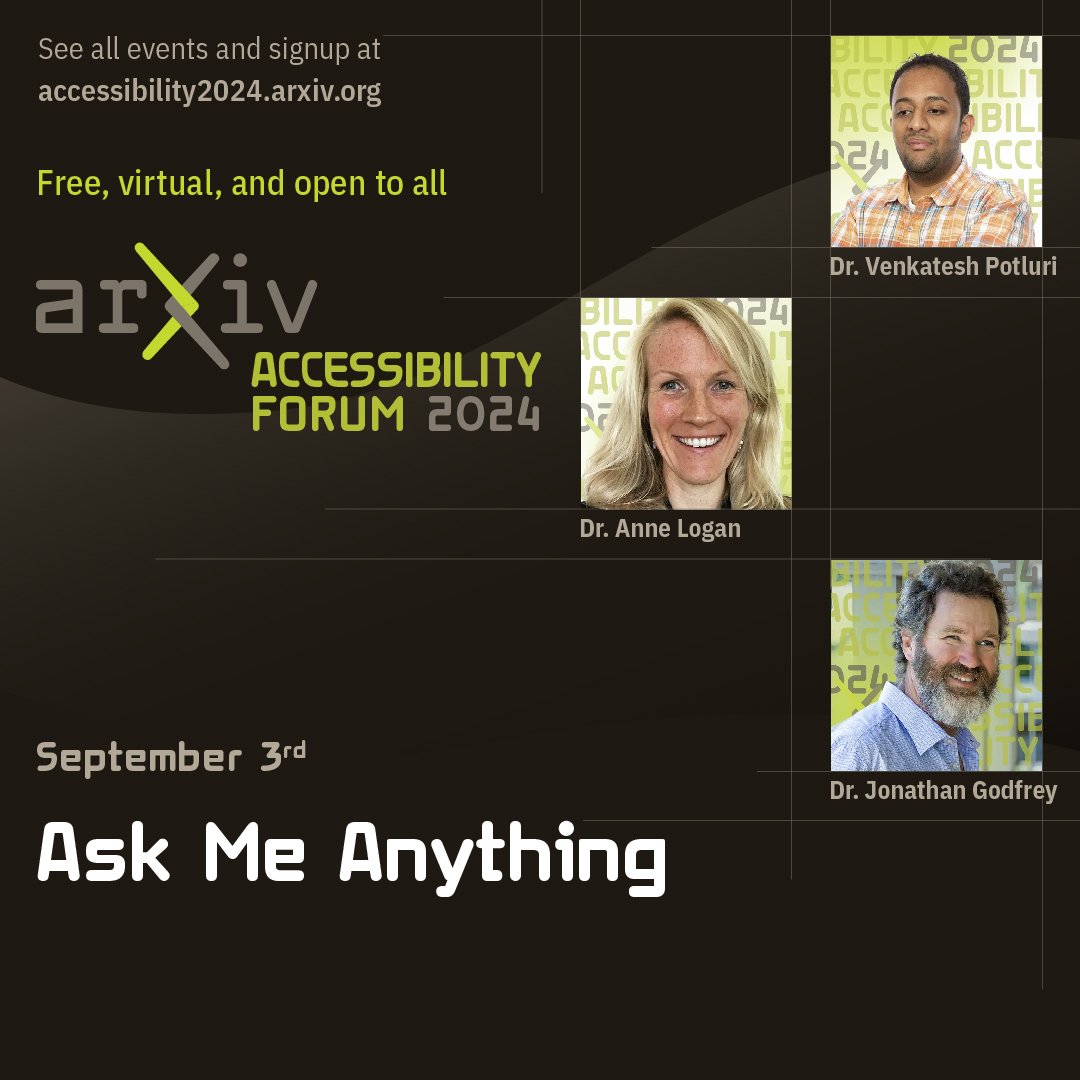 See all events and signup at
accessibility2024.arxiv.org
Free, virtual, and open to all
arXiv
ACCESSIBILITY
FORUM 2024
Dr. Venkatesh Potluri
Dr. Anne Logan
Dr. Jonathan Godfrey
September 3rd
Ask Me Anything